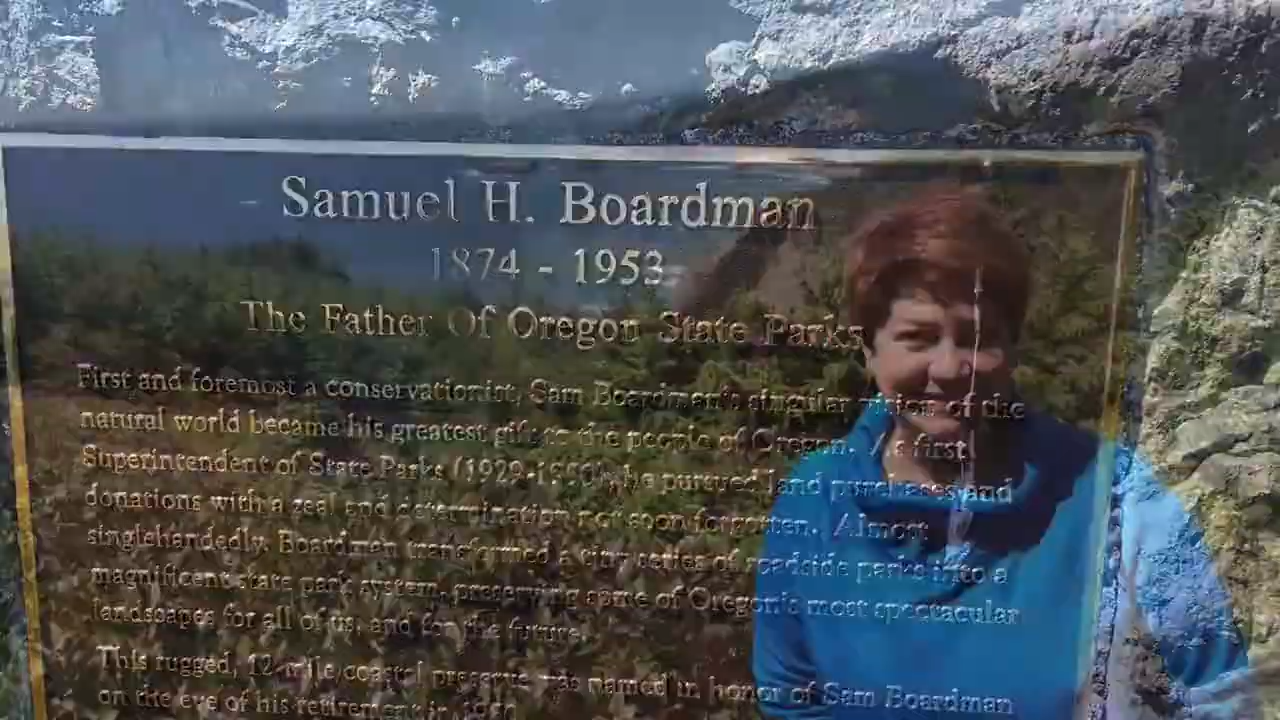 Samuel H. Boardman
1874 - 1953
The Father Of Oregon State Parks
First and foremost a conservationist, Sam Boardman's singular vision of the
natural world became his greatest gift to the people of Oregon. As first
Superintendent of State Parks (1929-1950), he pursued land purchases and
donations with a zeal and determination not soon forgotten. Almost
singlehandedly, Boardman transformed a tiny series of roadside parks into a
magnificent state park system, preserving some of Oregon's most spectacular
landscapes for all of us, and for the future.
This rugged, 12-mile coastal preserve was named in honor of Sam Boardman
on the eve of his retirement in 1950